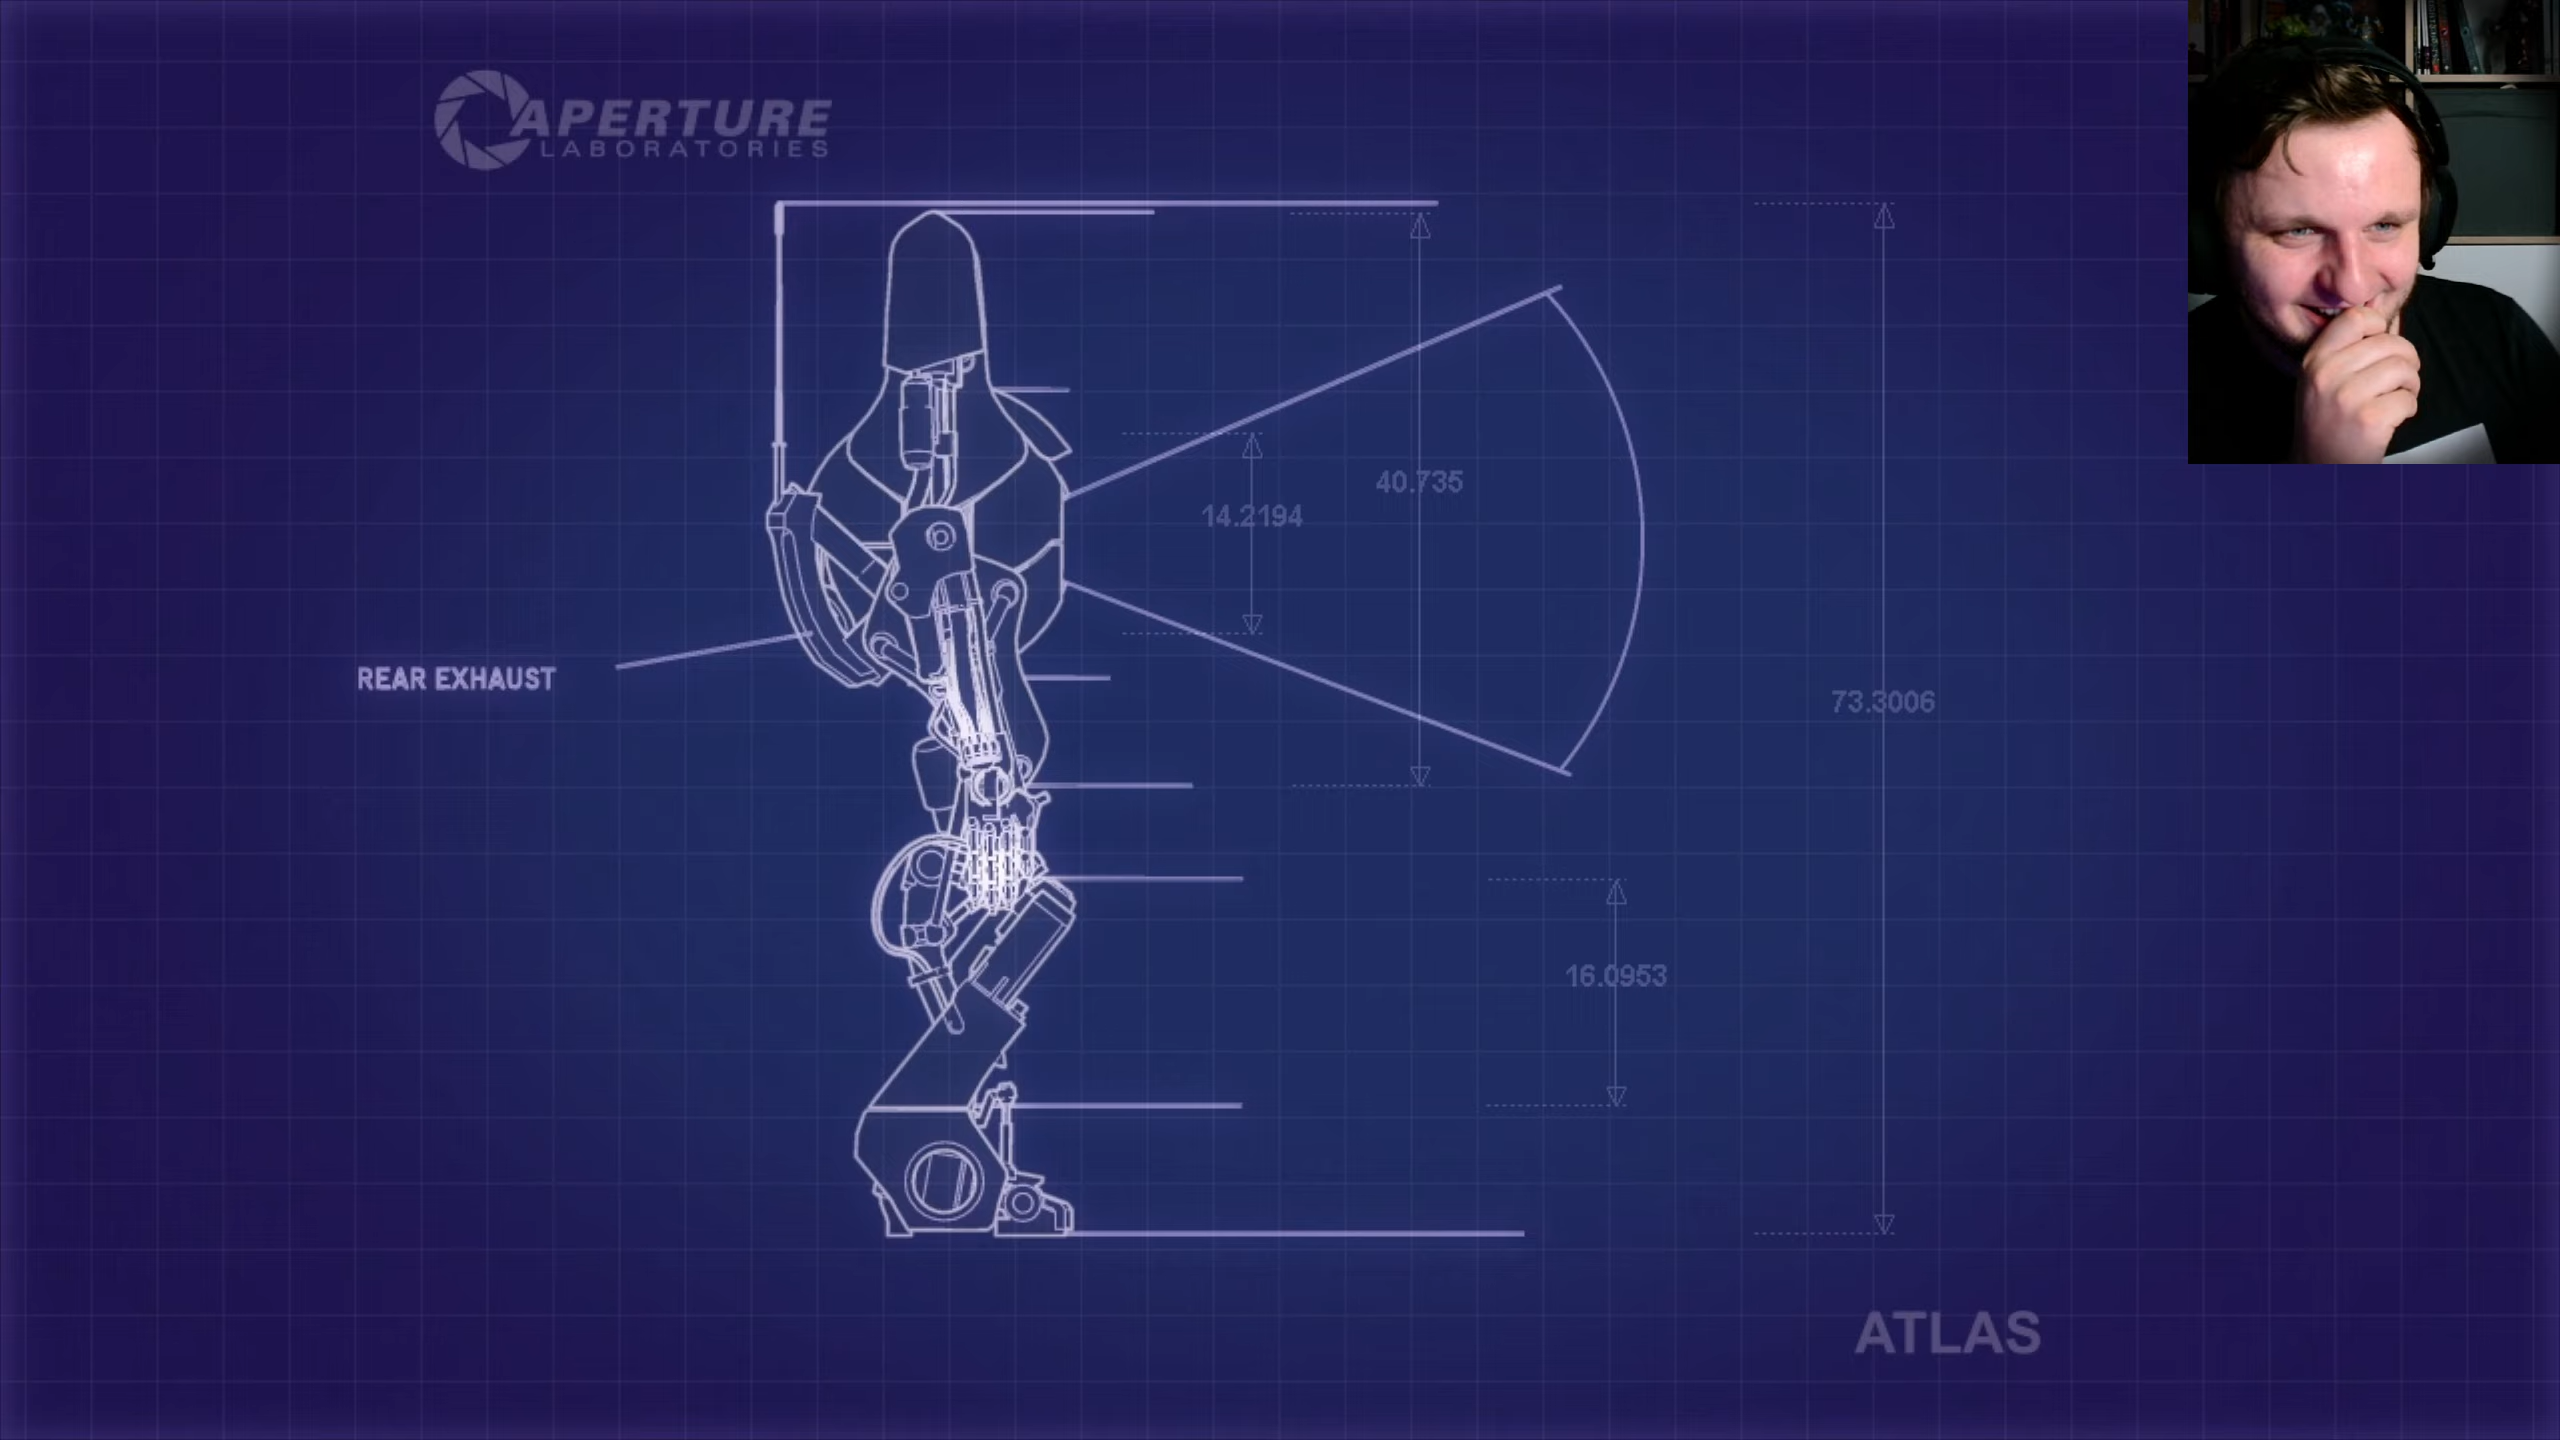 APERTURE
LABORATORIES
40.735
14.2194
REAR EXHAUST
73.3006
16.0953
ATLAS